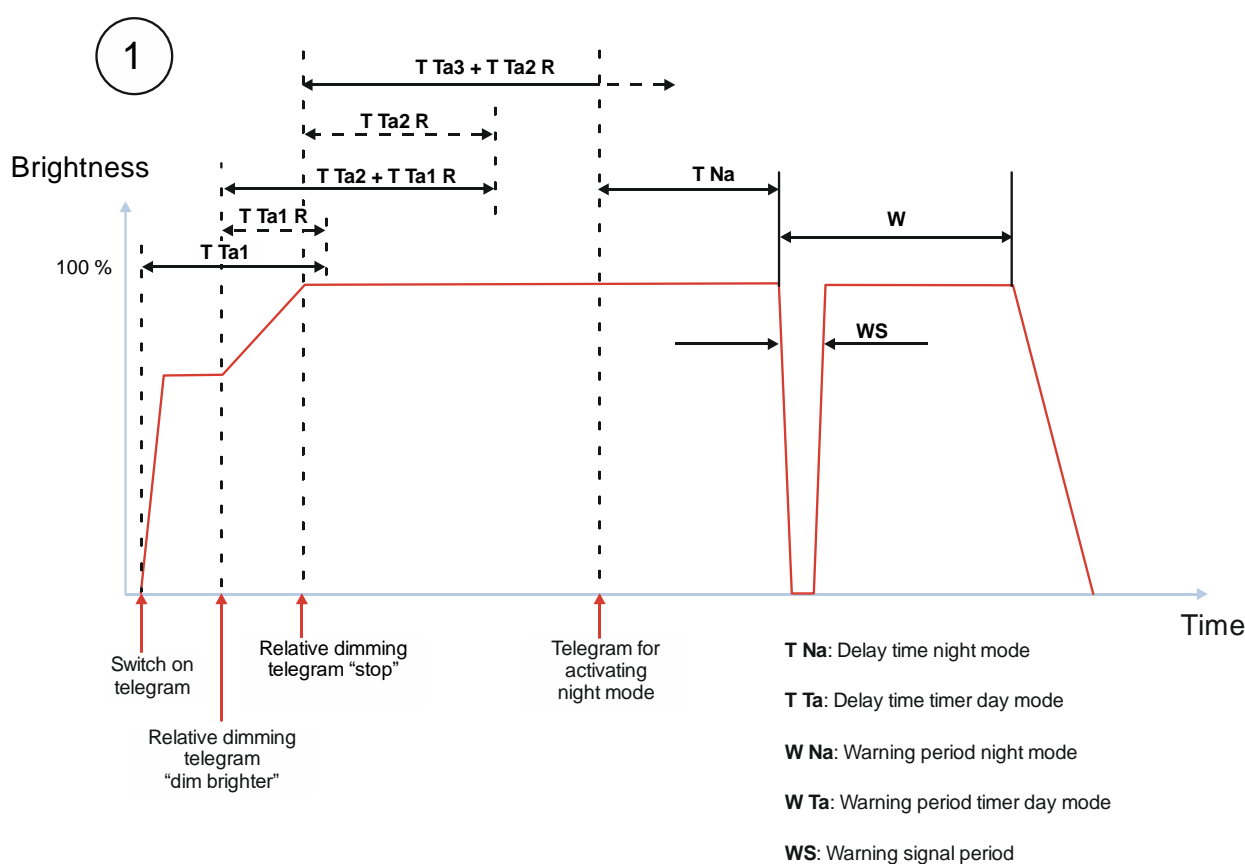 1
T Ta3 + T Ta2 R
T Ta2 R
Brightness
T Ta2 + T Ta1 R
T Na
T Ta1 R
W
T Ta1
100 %
WS
Time
Switch on
telegram
Relative dimming
telegram
“dim brighter”
Relative dimming
telegram “stop”
Telegram for
activating
night mode
T Na: Delay time night mode
T Ta: Delay time timer day mode
W Na: Warning period night mode
W Ta: Warning period timer day mode
WS: Warning signal period